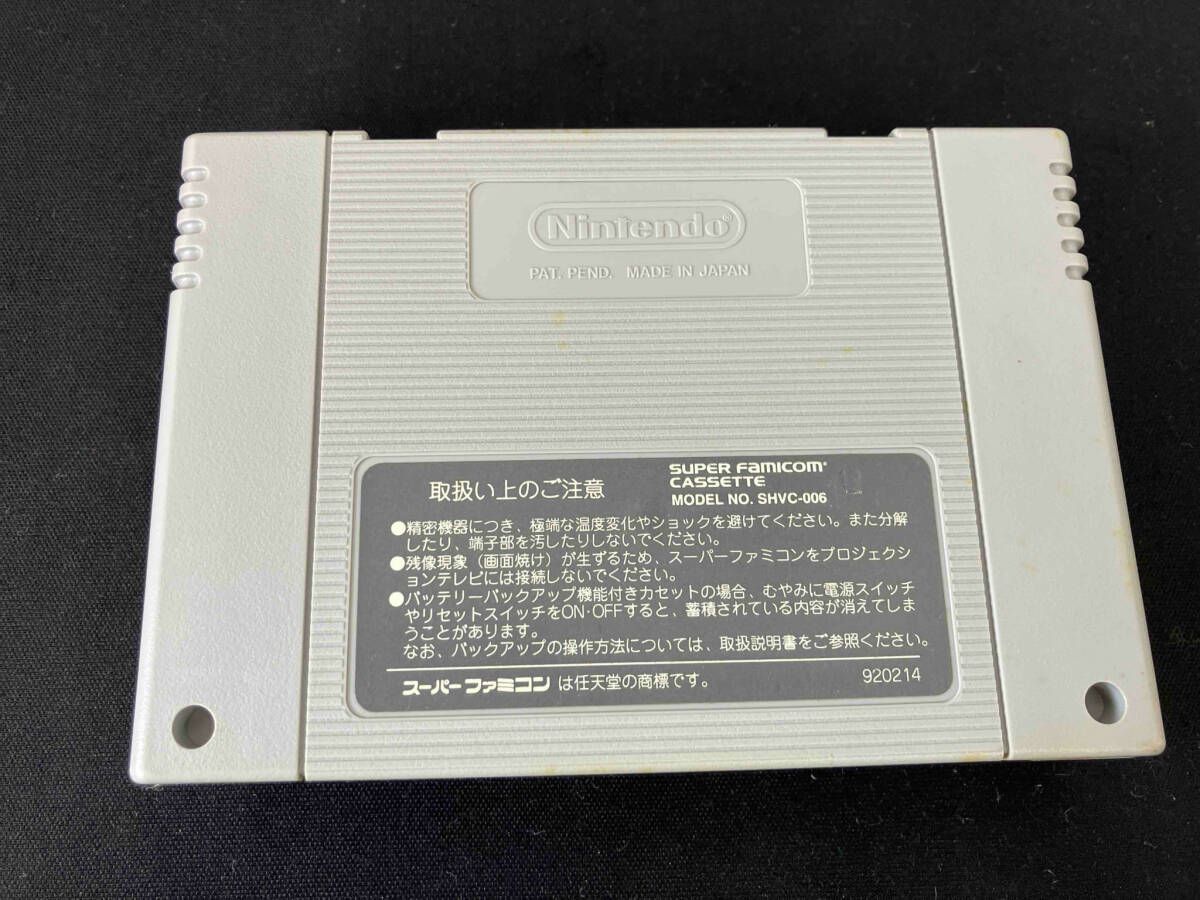 Nintendo®
PAT. PEND. MADE IN JAPAN
取扱い上のご注意
SUPER FAMICOM®
CASSETTE
MODEL NO. SHVC-006
●精密機器につき、極端な温度変化やショックを避けてください。また分解
したり、端子部を汚したりしないでください。
●残像現象（画面焼け）が生ずるため、スーパーファミコンをプロジェクシ
ョンテレビには接続しないでください。
●バッテリーバックアップ機能付きカセットの場合、むやみに電源スイッチ
やリセットスイッチをON·OFFすると、蓄積されている内容が消えてしま
うことがあります。
なお、バックアップの操作方法については、取扱説明書をご参照ください。
スーパーファミコン は任天堂の商標です。
920214